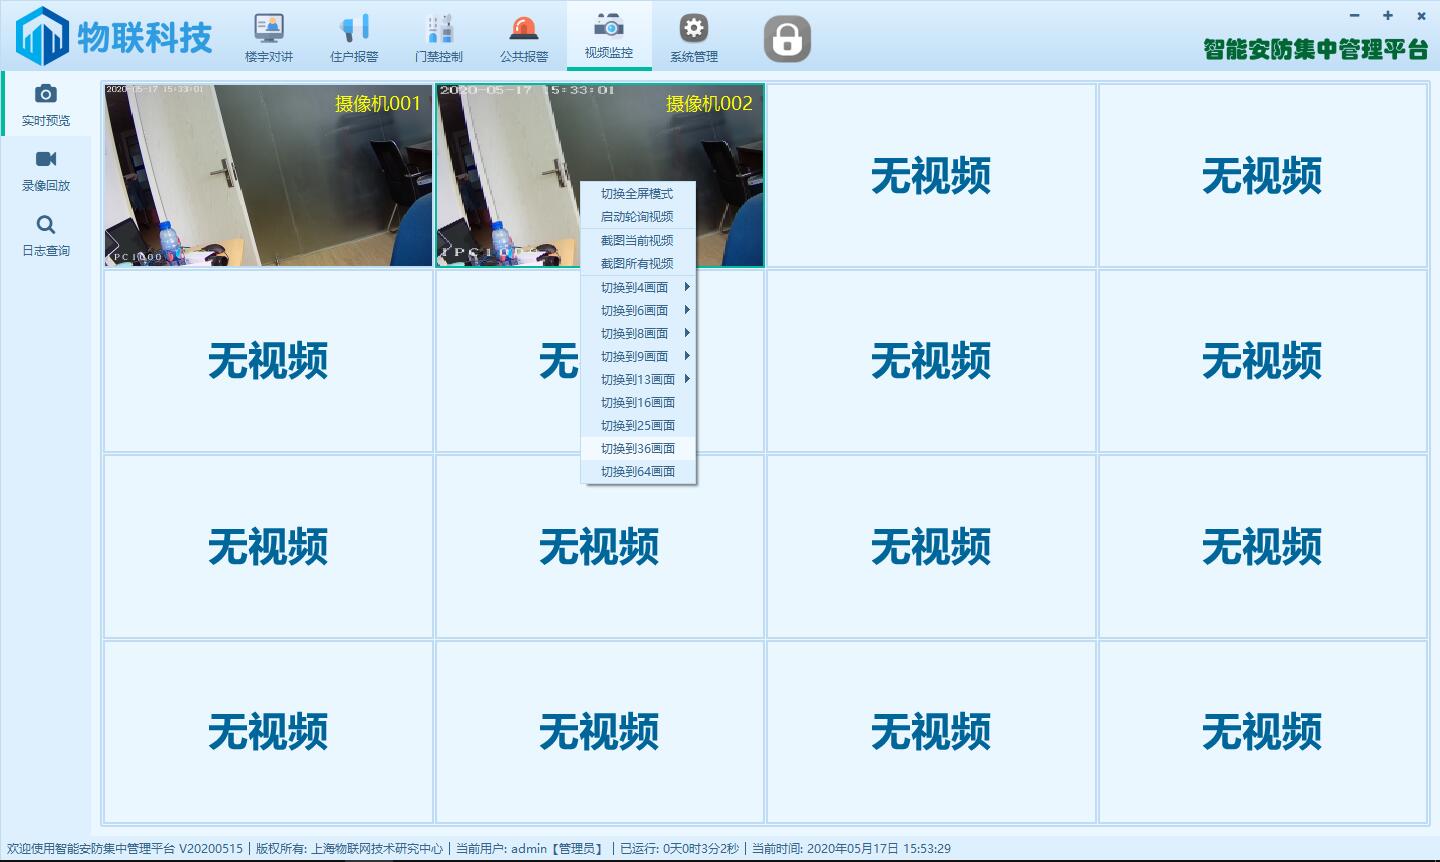 物联科技
楼宇对讲
住户报警
门禁控制
公共报警
视频监控
系统管理
智能安防集中管理平台
实时预览
录像回放
日志查询
2020-05-17 15:33:01
摄像机001
IPC1000
2020-05-17 15:33:01
摄像机002
无视频
无视频
切换全屏模式
启动轮询视频
截图当前视频
截图所有视频
切换到4画面
切换到6画面
切换到8画面
切换到9画面
切换到13画面
切换到16画面
切换到25画面
切换到36画面
切换到64画面
无视频
无
无视频
无视频
无视频
无视频
无视频
无视频
无视频
无视频
无视频
无视频
欢迎使用智能安防集中管理平台 V20200515 | 版权所有: 上海物联网技术研究中心 | 当前用户: admin【管理员】 | 已运行: 0天0时3分2秒 | 当前时间: 2020年05月17日 15:53:29